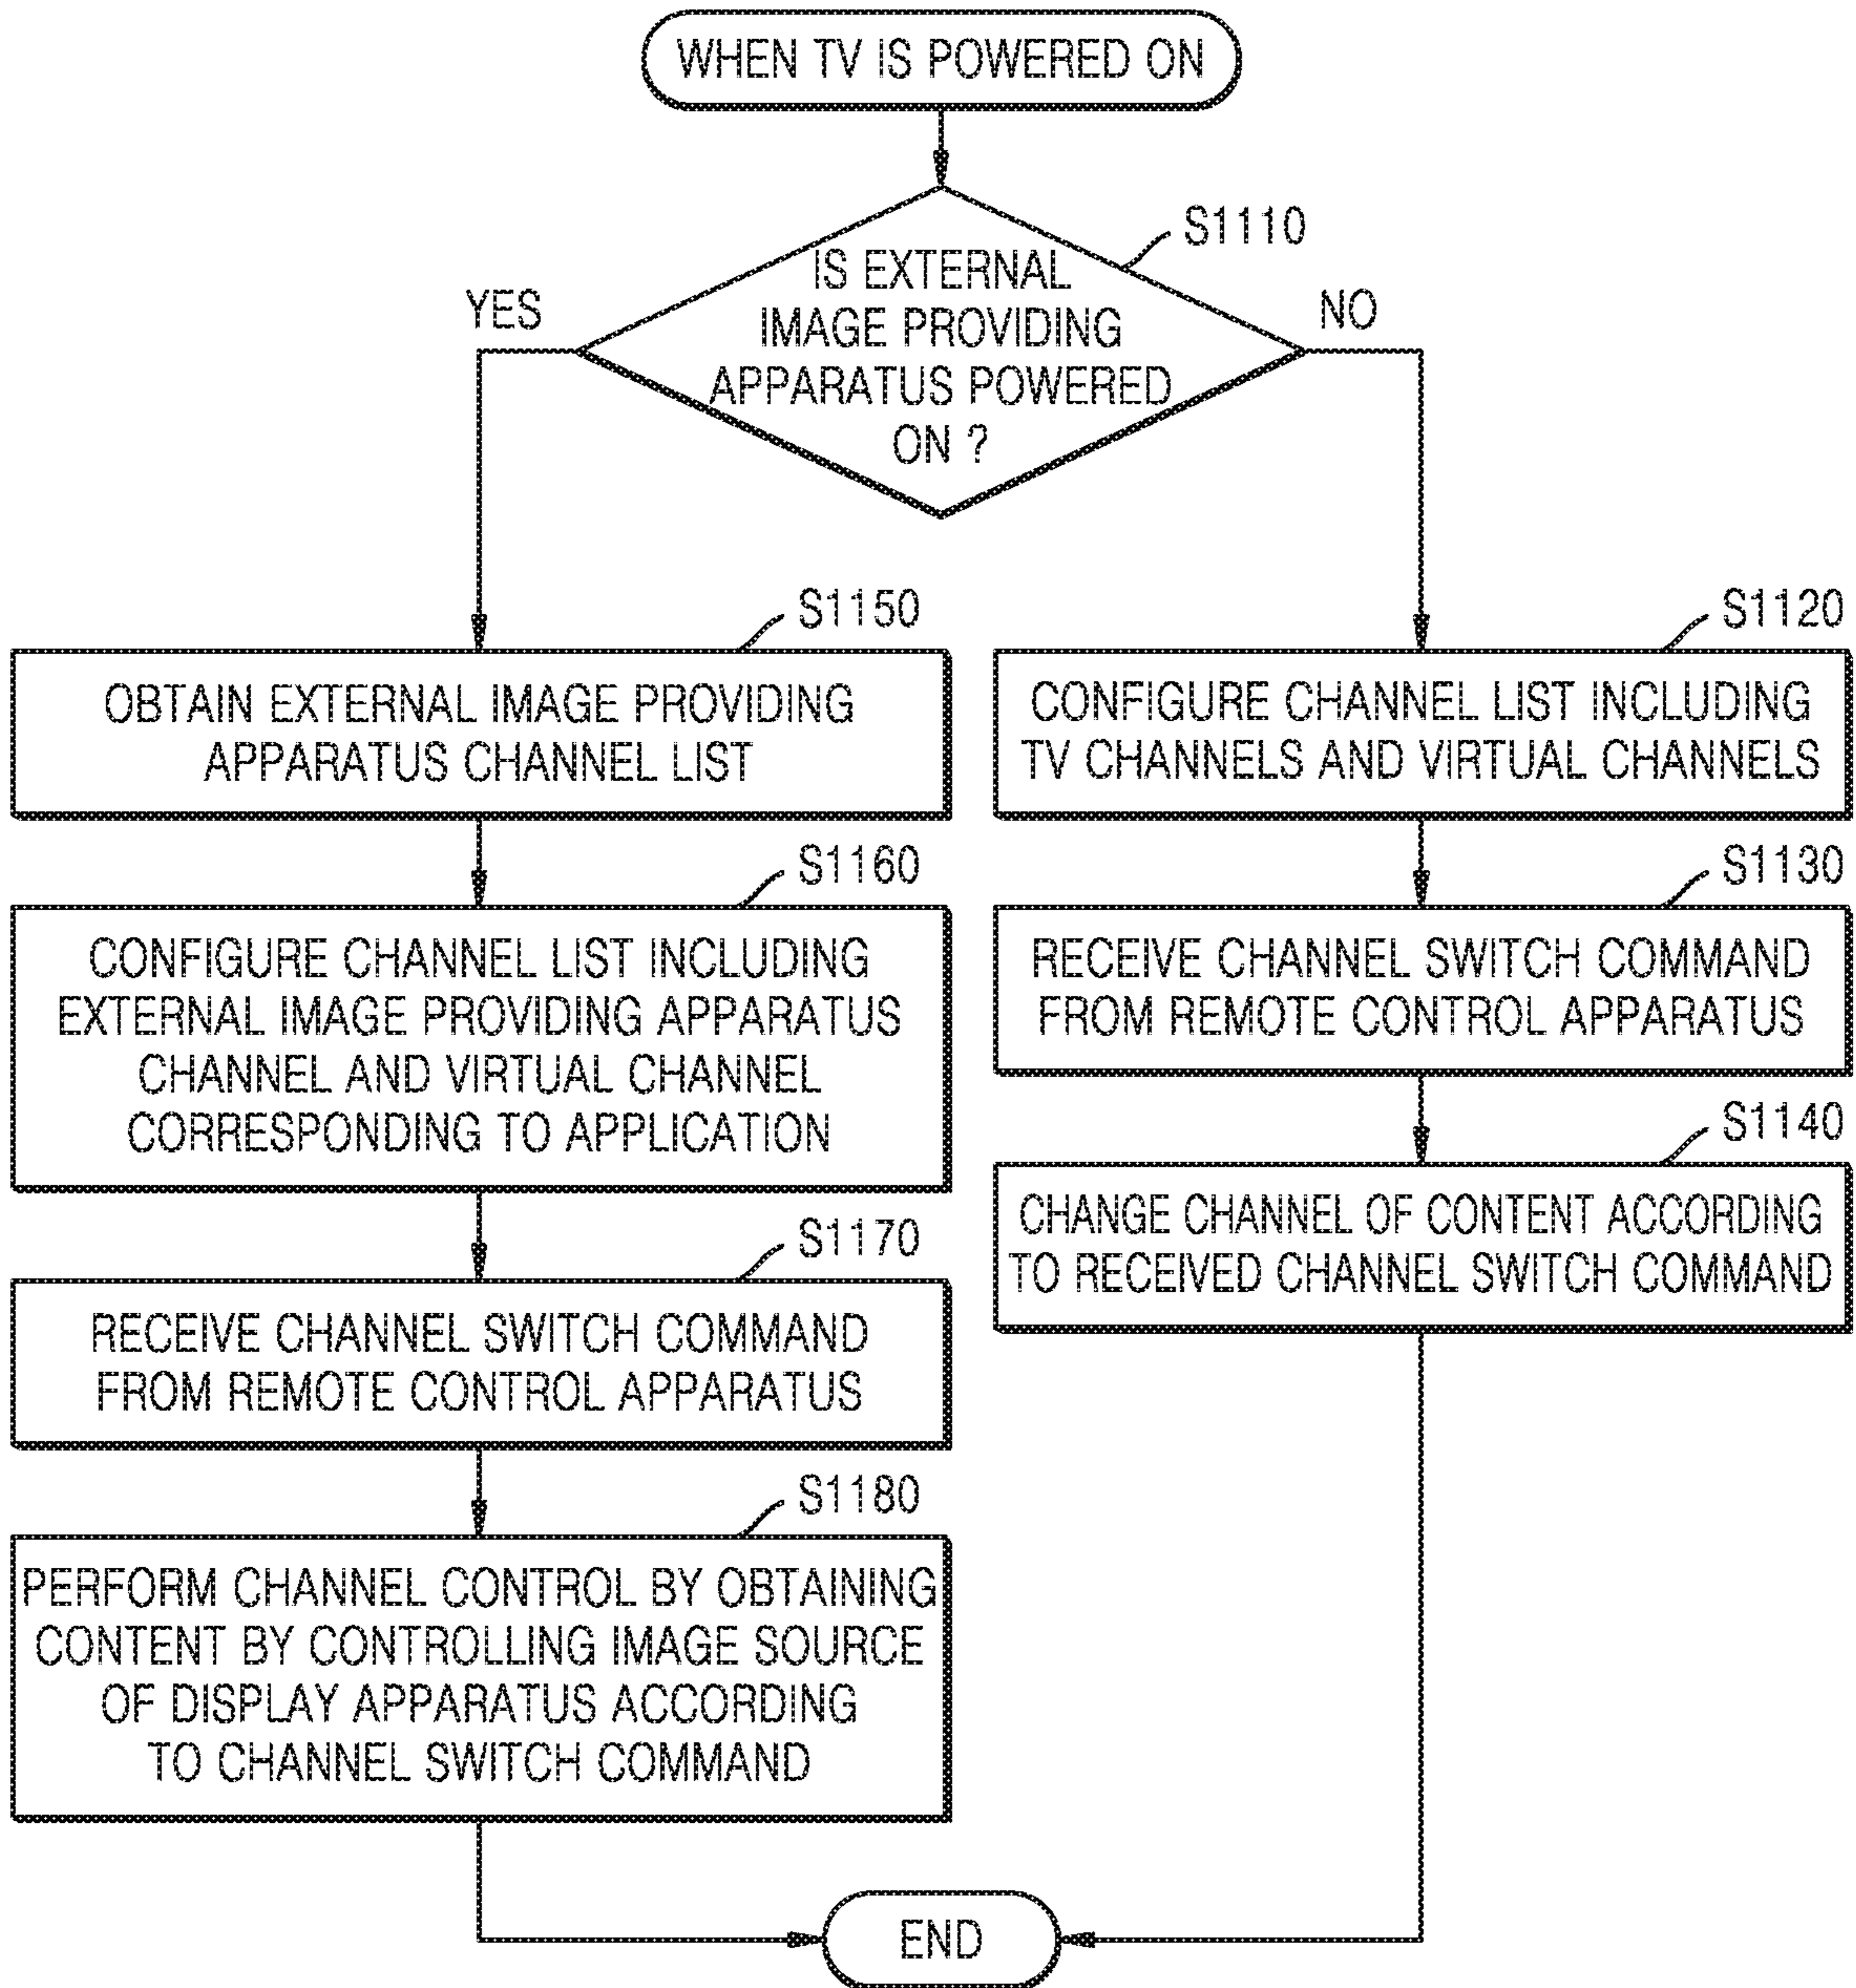 WHEN TV IS POWERED ON
S1110
IS EXTERNAL
IMAGE PROVIDING
APPARATUS POWERED
ON ?
YES
NO
S1150
OBTAIN EXTERNAL IMAGE PROVIDING
APPARATUS CHANNEL LIST
S1160
CONFIGURE CHANNEL LIST INCLUDING
EXTERNAL IMAGE PROVIDING APPARATUS
CHANNEL AND VIRTUAL CHANNEL
CORRESPONDING TO APPLICATION
S1170
RECEIVE CHANNEL SWITCH COMMAND
FROM REMOTE CONTROL APPARATUS
S1180
PERFORM CHANNEL CONTROL BY OBTAINING
CONTENT BY CONTROLLING IMAGE SOURCE
OF DISPLAY APPARATUS ACCORDING
TO CHANNEL SWITCH COMMAND
S1120
CONFIGURE CHANNEL LIST INCLUDING
TV CHANNELS AND VIRTUAL CHANNELS
S1130
RECEIVE CHANNEL SWITCH COMMAND
FROM REMOTE CONTROL APPARATUS
S1140
CHANGE CHANNEL OF CONTENT ACCORDING
TO RECEIVED CHANNEL SWITCH COMMAND
END